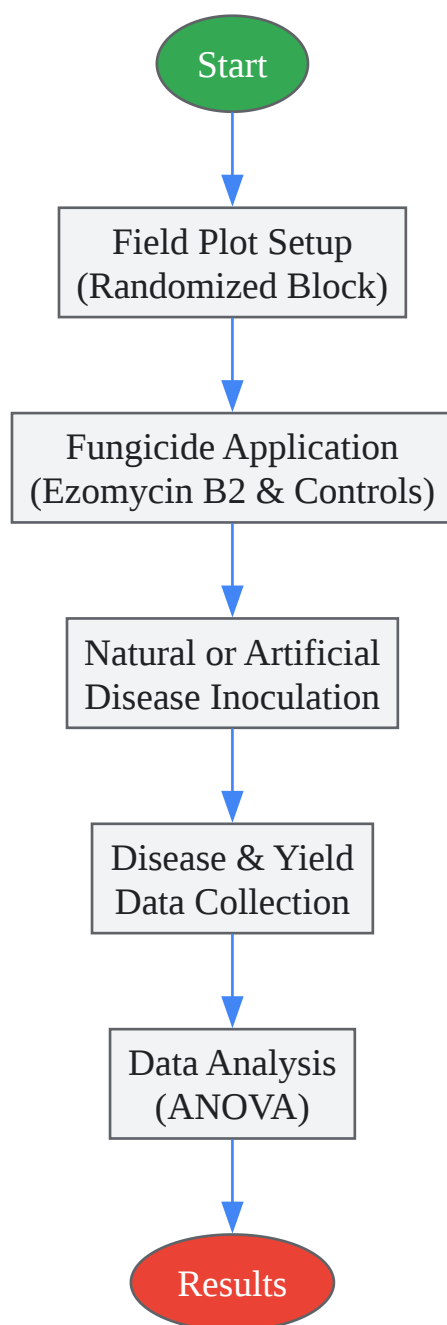 Start
Field Plot Setup
(Randomized Block)
Fungicide Application
(Ezomycin B2 & Controls)
Natural or Artificial
Disease Inoculation
Disease & Yield
Data Collection
Data Analysis
(ANOVA)
Results